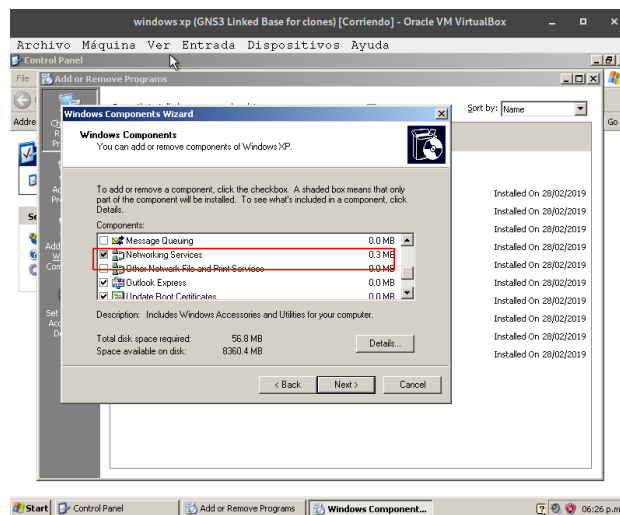 windows xp (GNS3 Linked Base for clones) [Corriendo] - Oracle VM VirtualBox
Archivo Máquina Ver Entrada Dispositivos Ayuda
Control Panel
File
Add or Remove Programs
Addre
Go
Sort by: Name
Windows Components Wizard
Windows Components
You can add or remove components of Windows XP.
To add or remove a component, click the checkbox. A shaded box means that only
part of the component will be installed. To see what's included in a component, click
Details.
Components:
Message Queuing 0.0 MB
Networking Services 0.3 MB
Other Network File and Print Services 0.0 MB
Outlook Express 0.0 MB
Update Root Certificates 0.0 MB
Description: Includes Windows Accessories and Utilities for your computer.
Total disk space required: 56.8 MB
Space available on disk: 8360.4 MB
Details...
< Back Next > Cancel
Installed On 28/02/2019
Installed On 28/02/2019
Installed On 28/02/2019
Installed On 28/02/2019
Installed On 28/02/2019
Installed On 28/02/2019
Installed On 28/02/2019
Installed On 28/02/2019
Installed On 28/02/2019
Installed On 28/02/2019
Start Control Panel Add or Remove Programs Windows Component... 06:26 p.m